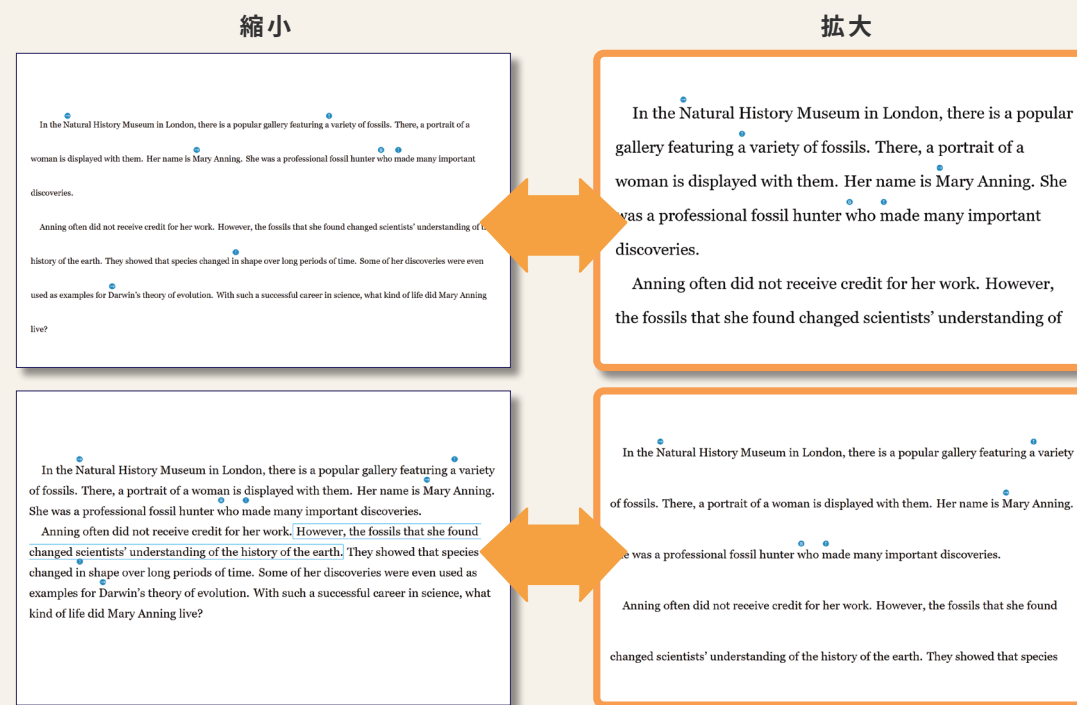 縮小
拡大
In the Natural History Museum in London, there is a popular gallery featuring a variety of fossils. There, a portrait of a
woman is displayed with them. Her name is Mary Anning. She was a professional fossil hunter who made many important
discoveries.
Anning often did not receive credit for her work. However, the fossils that she found changed scientists' understanding of
history of the earth. They showed that species changed in shape over long periods of time. Some of her discoveries were even
used as examples for Darwin's theory of evolution. With such a successful career in science, what kind of life did Mary Anning
live?
In the Natural History Museum in London, there is a popular
gallery featuring a variety of fossils. There, a portrait of a
woman is displayed with them. Her name is Mary Anning. She
was a professional fossil hunter who made many important
discoveries.
Anning often did not receive credit for her work. However,
the fossils that she found changed scientists' understanding of
In the Natural History Museum in London, there is a popular gallery featuring a variety
of fossils. There, a portrait of a woman is displayed with them. Her name is Mary Anning.
She was a professional fossil hunter who made many important discoveries.
Anning often did not receive credit for her work. However, the fossils that she found
changed scientists' understanding of the history of the earth. They showed that species
changed in shape over long periods of time. Some of her discoveries were even used as
examples for Darwin's theory of evolution. With such a successful career in science, what
kind of life did Mary Anning live?
In the Natural History Museum in London, there is a popular gallery featuring a variety
of fossils. There, a portrait of a woman is displayed with them. Her name is Mary Anning.
was a professional fossil hunter who made many important discoveries.
Anning often did not receive credit for her work. However, the fossils that she found
changed scientists' understanding of the history of the earth. They showed that species